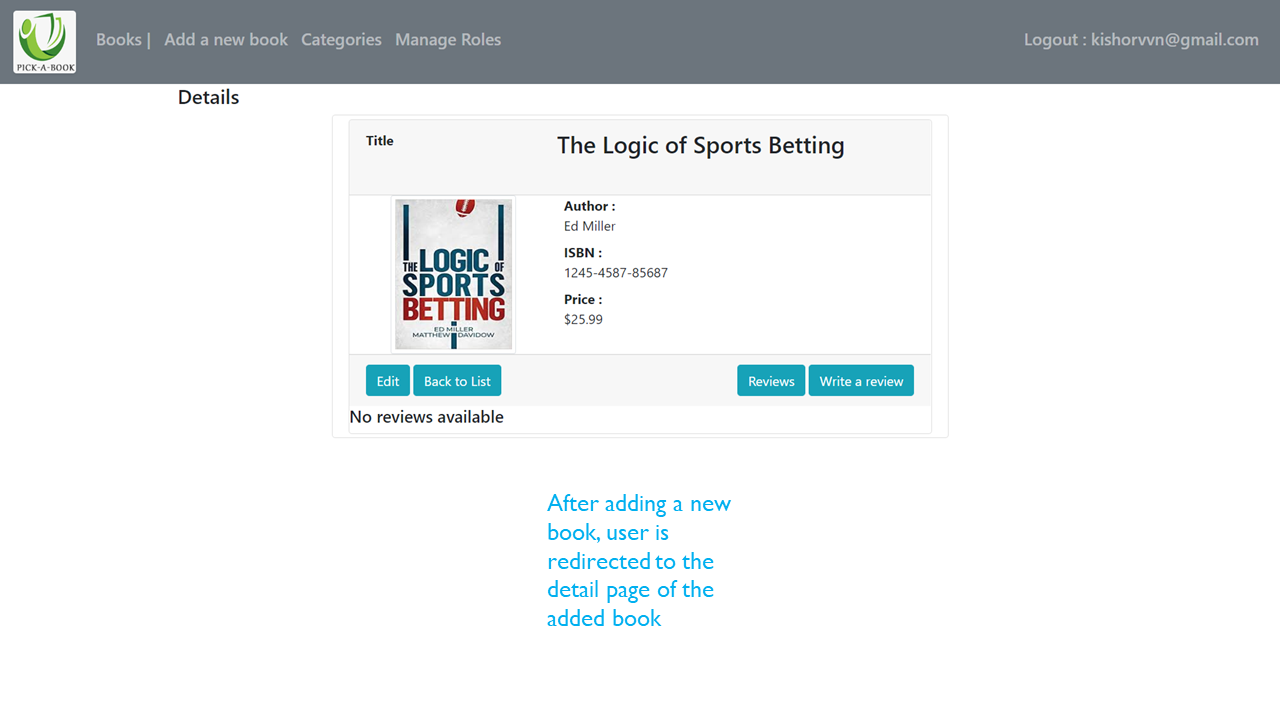 PICK-A-BOOK
Books | Add a new book Categories Manage Roles Logout : kishorvvn@gmail.com
Details
Title The Logic of Sports Betting
THE LOGIC OF
SPORTS
BETTING
ED MILLER
MATTHEW DAVIDOW
Author :
Ed Miller
ISBN :
1245-4587-85687
Price :
$25.99
Edit Back to List Reviews Write a review
No reviews available
After adding a new
book, user is
redirected to the
detail page of the
added book